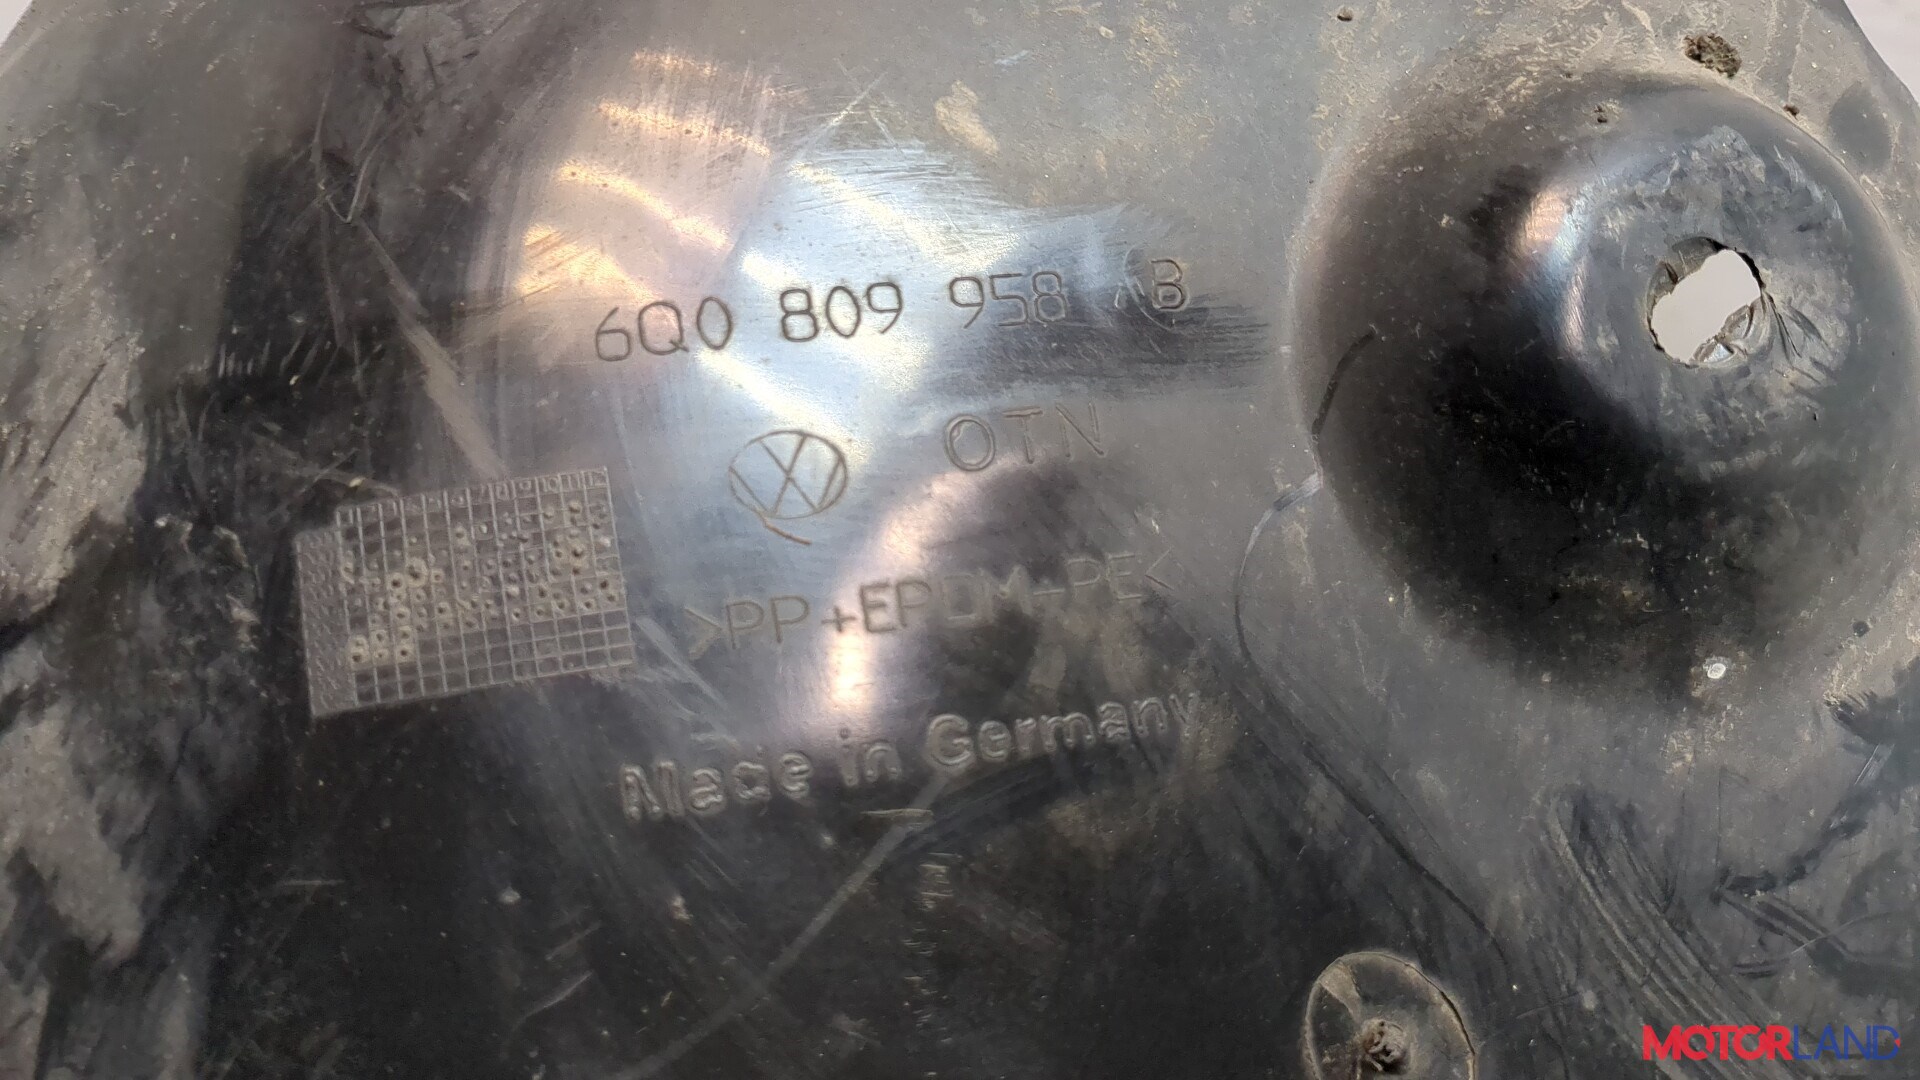 6Q0 809 958 B
OTN
>PP+EPDM-PE<
Made in Germany
MOTORLAND